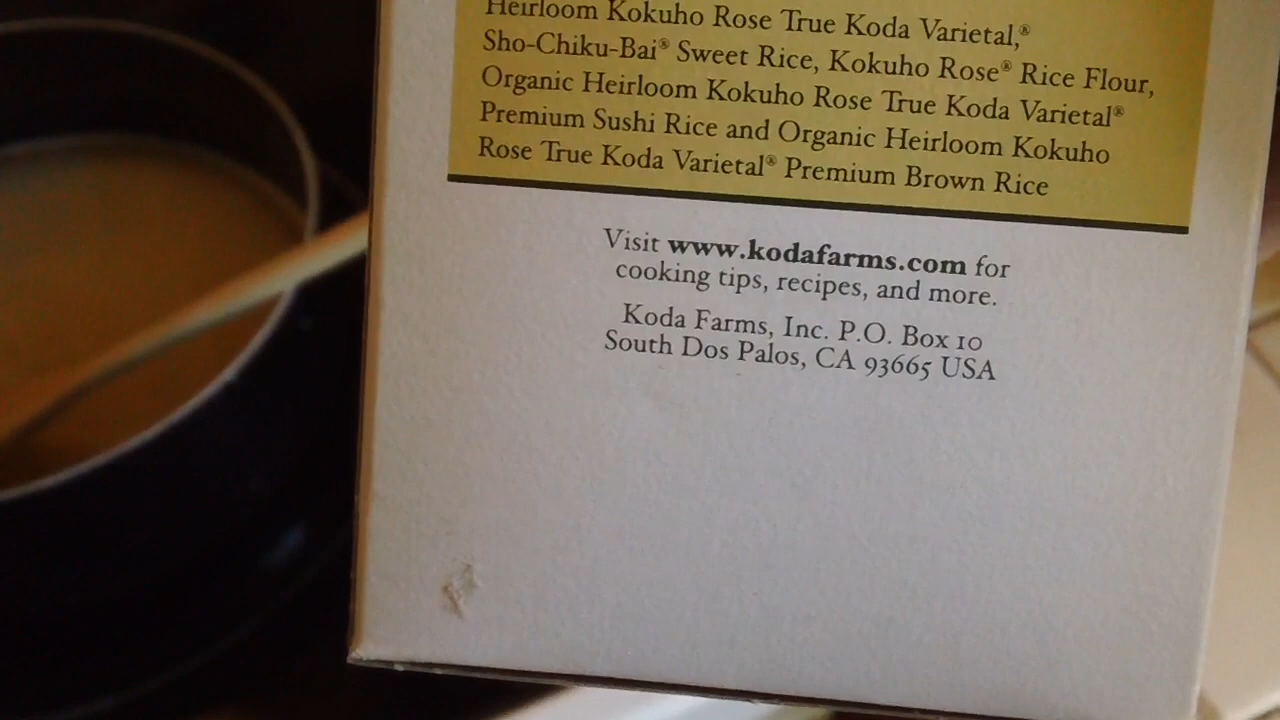 Heirloom Kokuho Rose True Koda Varietal,®
Sho-Chiku-Bai® Sweet Rice, Kokuho Rose® Rice Flour,
Organic Heirloom Kokuho Rose True Koda Varietal®
Premium Sushi Rice and Organic Heirloom Kokuho
Rose True Koda Varietal® Premium Brown Rice
Visit www.kodafarms.com for
cooking tips, recipes, and more.
Koda Farms, Inc. P.O. Box 10
South Dos Palos, CA 93665 USA